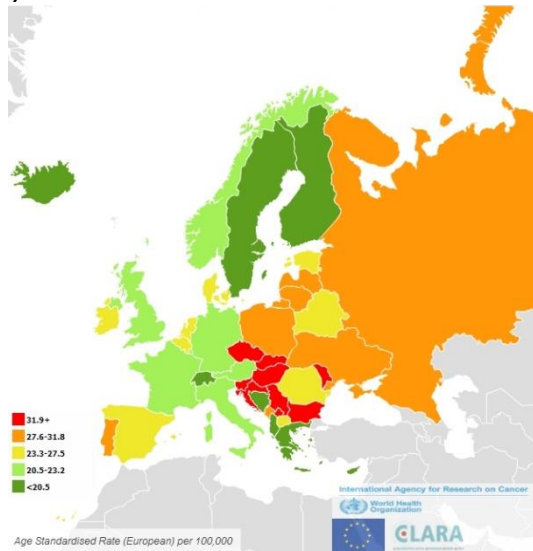 31.9+
27.6-31.8
23.3-27.5
20.5-23.2
<20.5
International Agency for Research on Cancer
World Health
Organization
CLARA
Age Standardised Rate (European) per 100,000